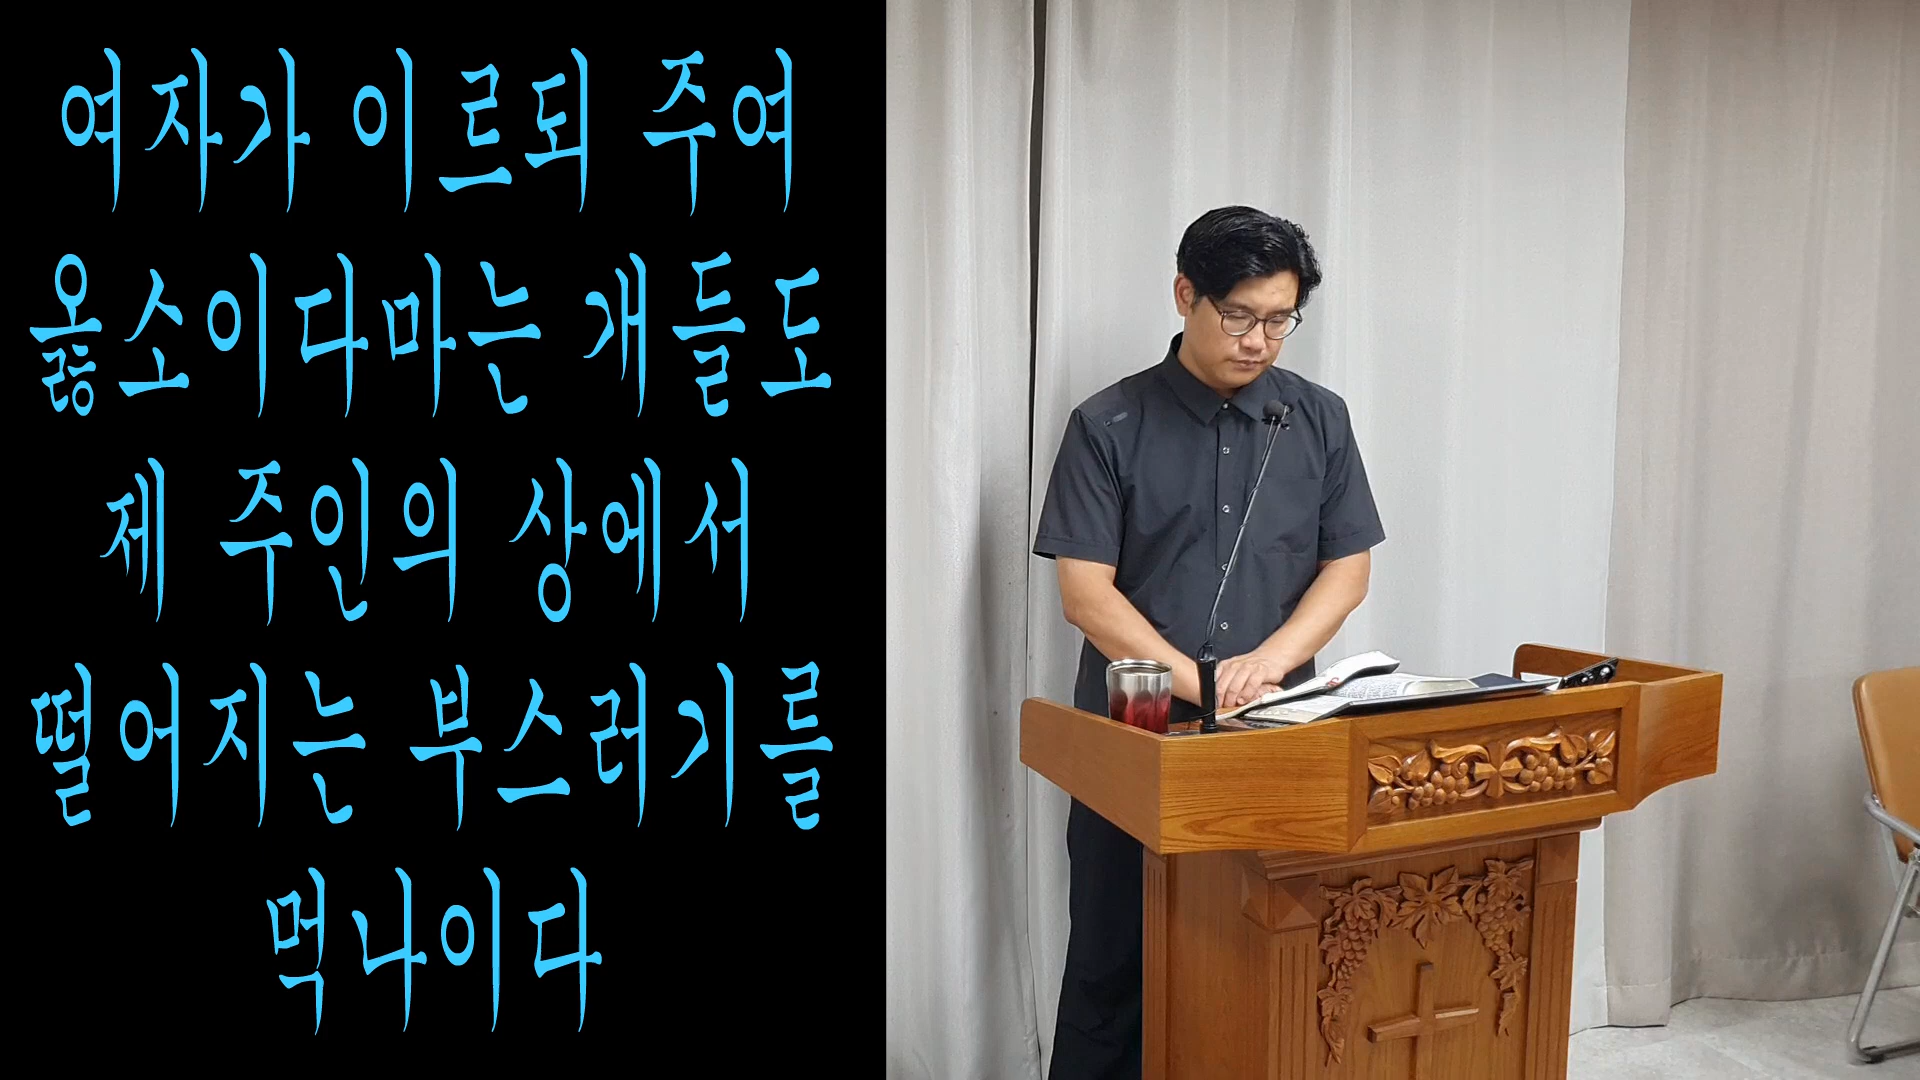 여자가 이르되 주여
옳소이다마는 개들도
제 주인의 상에서
떨어지는 부스러기를
먹나이다